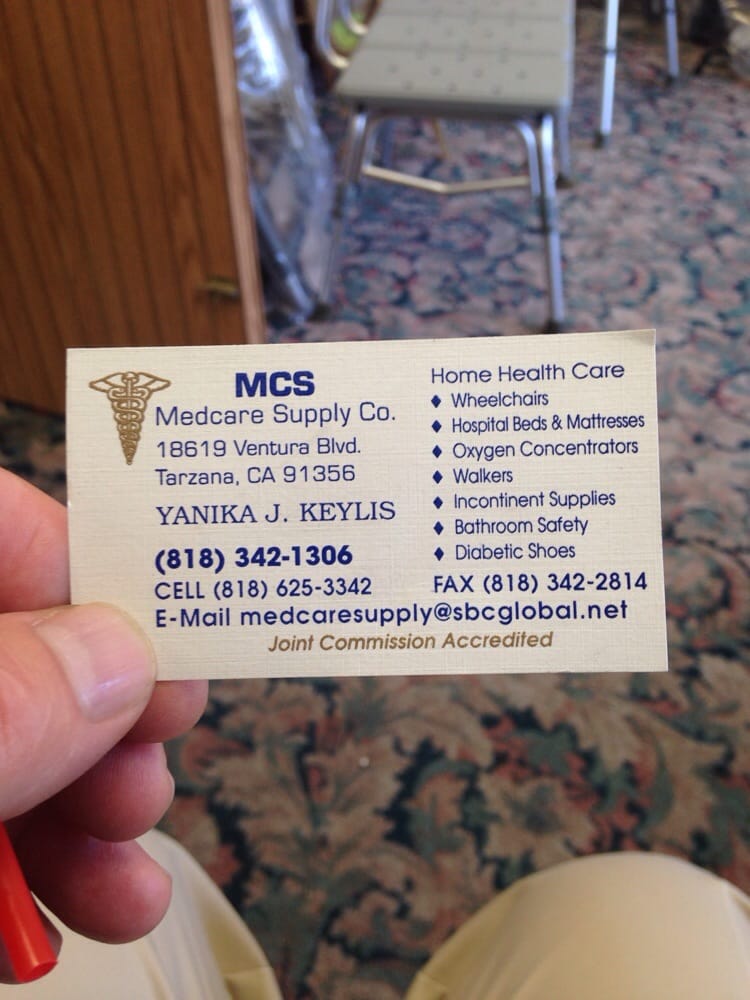 MCS
Medcare Supply Co.
18619 Ventura Blvd.
Tarzana, CA 91356
YANIKA J. KEYLIS
(818) 342-1306
CELL (818) 625-3342
Home Health Care
♦ Wheelchairs
♦ Hospital Beds & Mattresses
♦ Oxygen Concentrators
♦ Walkers
♦ Incontinent Supplies
♦ Bathroom Safety
♦ Diabetic Shoes
FAX (818) 342-2814
E-Mail medcaresupply@sbcglobal.net
Joint Commission Accredited